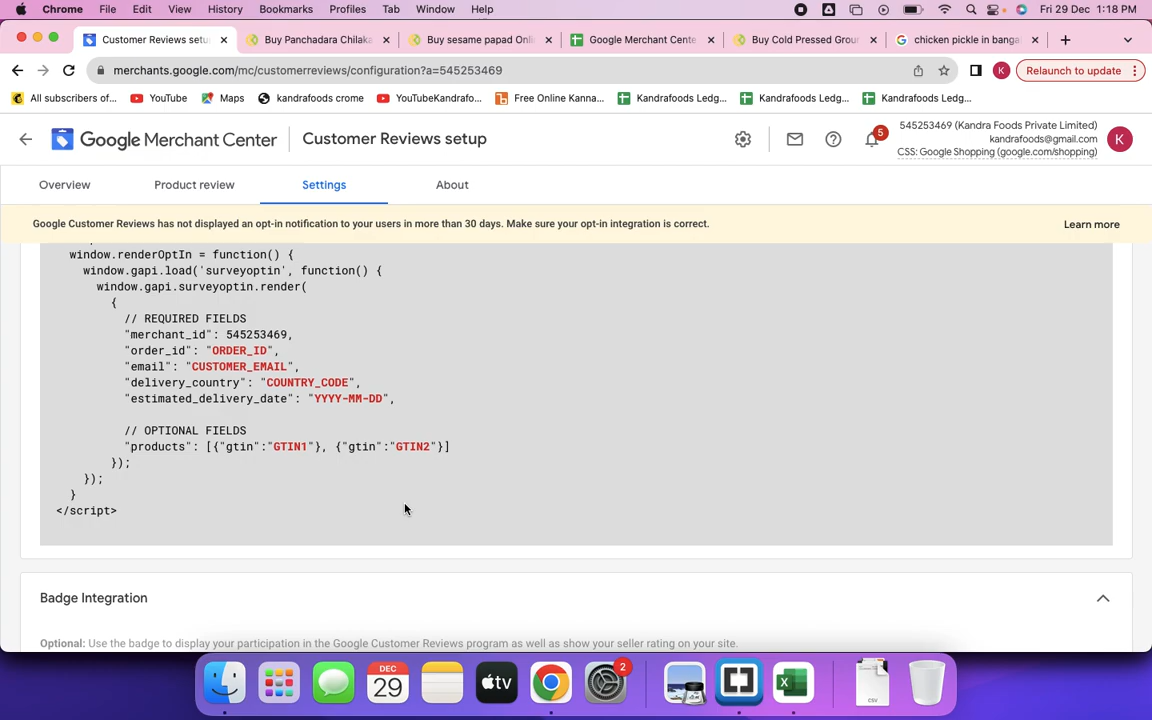 Chrome File Edit View History Bookmarks Profiles Tab Window Help Fri 29 Dec 1:18 PM
Customer Reviews setu Buy Panchadara Chilaka Buy sesame papad Onli Google Merchant Cente Buy Cold Pressed Grou chicken pickle in banga
merchants.google.com/mc/customerreviews/configuration?a=545253469 K Relaunch to update
All subscribers of... YouTube Maps kandrafoods crome YouTubeKandrafo... Free Online Kanna... Kandrafoods Ledg... Kandrafoods Ledg... Kandrafoods Ledg...
Google Merchant Center Customer Reviews setup 5 545253469 (Kandra Foods Private Limited)
kandrafoods@gmail.com K
CSS: Google Shopping (google.com/shopping)
Overview Product review Settings About
Google Customer Reviews has not displayed an opt-in notification to your users in more than 30 days. Make sure your opt-in integration is correct. Learn more
window.renderOptIn = function() {
window.gapi.load('surveyoptin', function() {
window.gapi.surveyoptin.render(
{
// REQUIRED FIELDS
"merchant_id": 545253469,
"order_id": "ORDER_ID",
"email": "CUSTOMER_EMAIL",
"delivery_country": "COUNTRY_CODE",
"estimated_delivery_date": "YYYY-MM-DD",
// OPTIONAL FIELDS
"products": [{"gtin":"GTIN1"}, {"gtin":"GTIN2"}]
});
});
}
</script>
Badge Integration
Optional: Use the badge to display your participation in the Google Customer Reviews program as well as show your seller rating on your site.
DEC
29
tv
2
csv